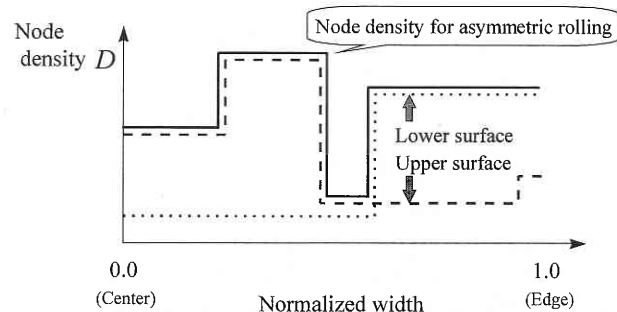 Node
density D
Node density for asymmetric rolling
Lower surface
Upper surface
0.0
1.0
(Center)
Normalized width
(Edge)